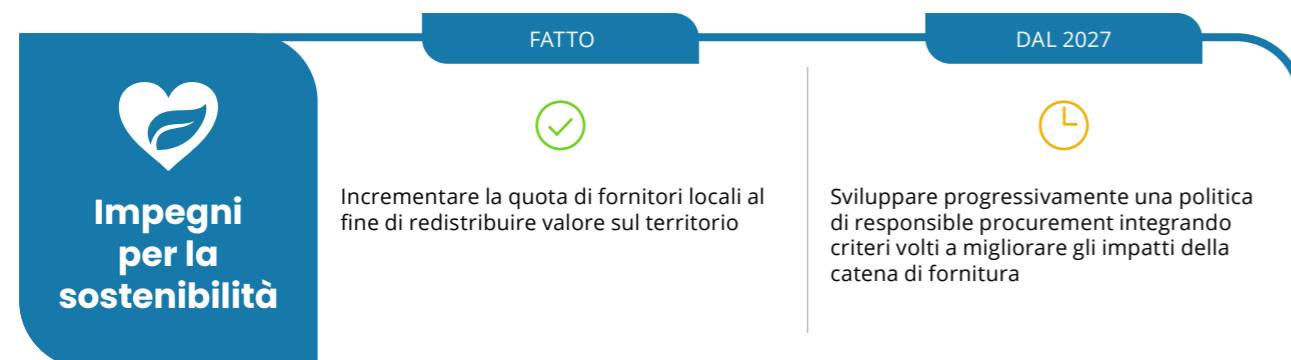 Impegni
per la
sostenibilità
FATTO
Incrementare la quota di fornitori locali al
fine di redistribuire valore sul territorio
DAL 2027
Sviluppare progressivamente una politica
di responsible procurement integrando
criteri volti a migliorare gli impatti della
catena di fornitura